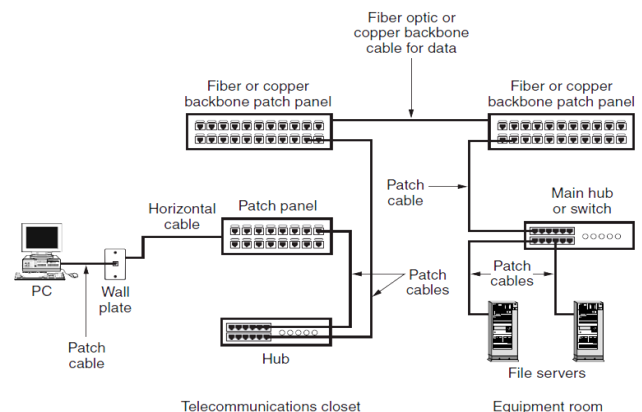 Fiber optic or
copper backbone
cable for data
Fiber or copper
backbone patch panel
Fiber or copper
backbone patch panel
Patch
cable
Main hub
or switch
Horizontal
cable
Patch panel
PC
Wall
plate
Patch
cables
Patch
cables
Patch
cable
Hub
File servers
Telecommunications closet
Equipment room